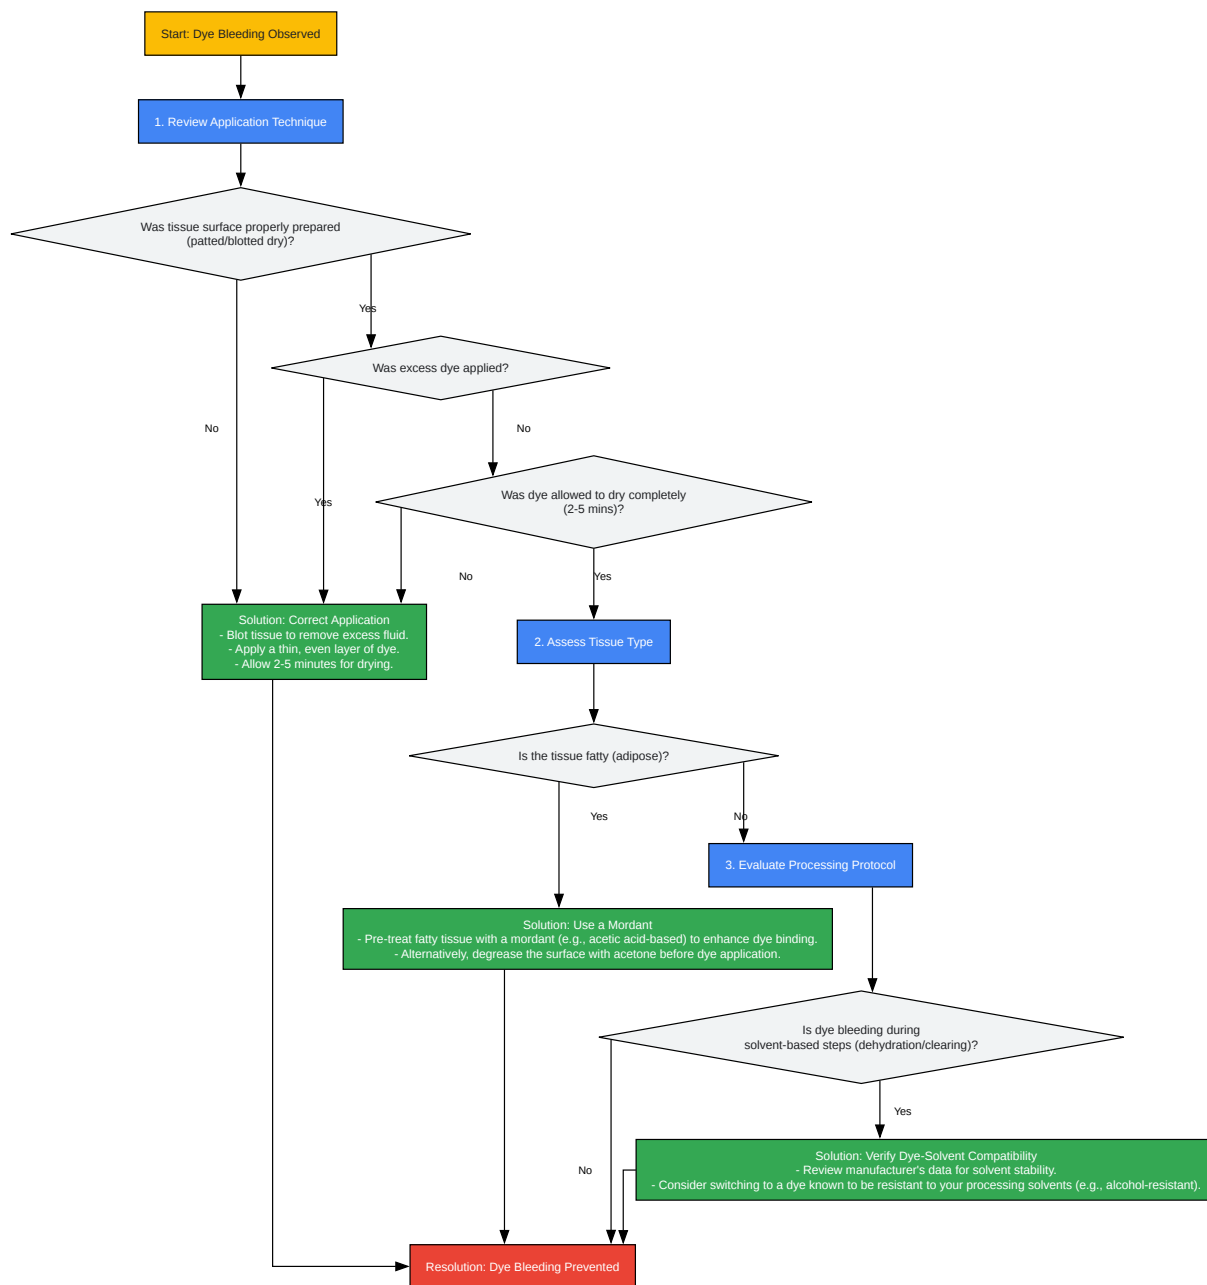 Start: Dye Bleeding Observed
1. Review Application Technique
Was tissue surface properly prepared
(patted/blotted dry)?
Yes
Was excess dye applied?
No
No
Yes
Was dye allowed to dry completely
(2-5 mins)?
No
Yes
Solution: Correct Application
- Blot tissue to remove excess fluid.
- Apply a thin, even layer of dye.
- Allow 2-5 minutes for drying.
2. Assess Tissue Type
Is the tissue fatty (adipose)?
Yes
No
3. Evaluate Processing Protocol
Solution: Use a Mordant
- Pre-treat fatty tissue with a mordant (e.g., acetic acid-based) to enhance dye binding.
- Alternatively, degrease the surface with acetone before dye application.
Is dye bleeding during
solvent-based steps (dehydration/clearing)?
Yes
No
Solution: Verify Dye-Solvent Compatibility
- Review manufacturer's data for solvent stability.
- Consider switching to a dye known to be resistant to your processing solvents (e.g., alcohol-resistant).
Resolution: Dye Bleeding Prevented